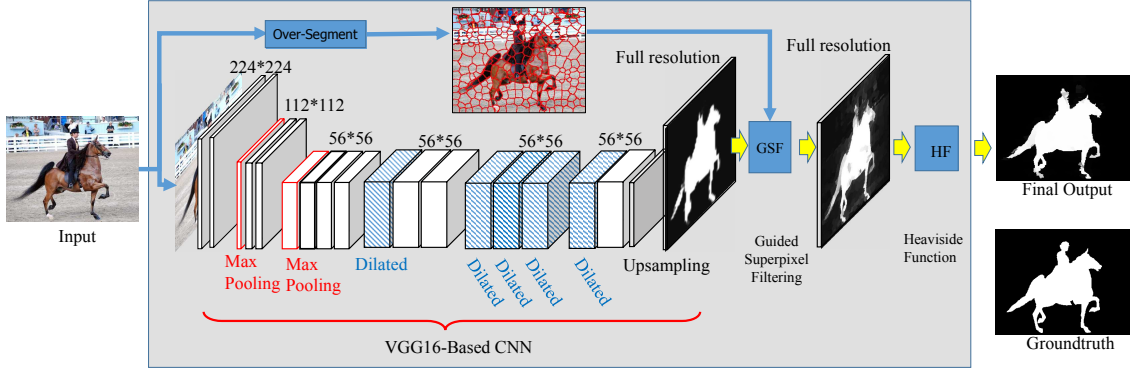 Over-Segment
Full resolution
Full resolution
224*224
112*112
56*56
56*56
56*56
56*56
GSF
HF
Input
Final Output
Max
Pooling
Max
Pooling
Dilated
Dilated
Dilated
Dilated
Dilated
Upsampling
Guided
Superpixel
Filtering
Heaviside
Function
VGG16-Based CNN
Groundtruth